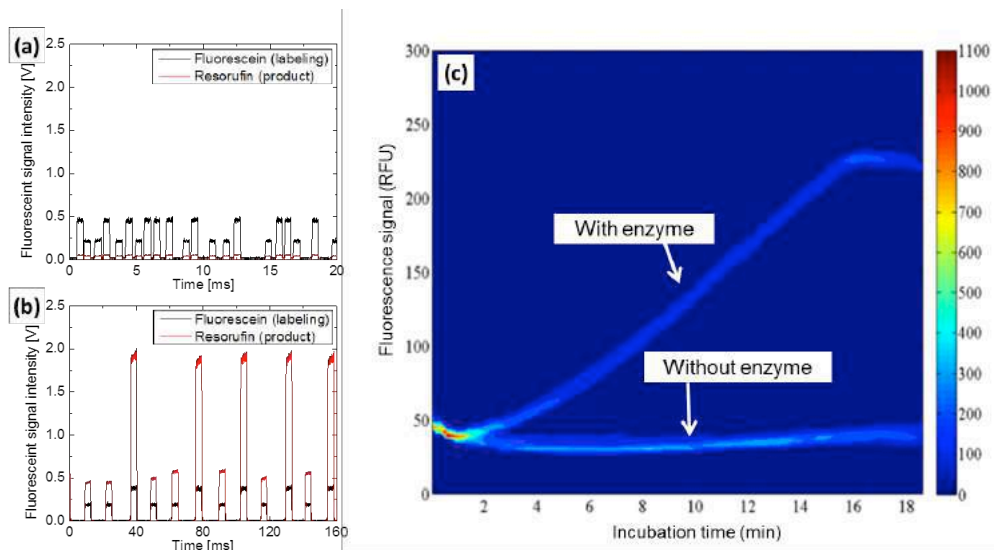 (a)
Fluoresceint signal intensity [V]
2.5
2.0
1.5
1.0
0.5
0.0
Fluorescein (labeling)
Resorufin (product)
0 5 10 15 20
Time [ms]
(b)
Fluoresceint signal intensity [V]
2.5
2.0
1.5
1.0
0.5
0.0
Fluorescein (labeling)
Resorufin (product)
0 40 80 120 160
Time [ms]
(c)
Fluorescence signal (RFU)
300
250
200
150
100
50
0
With enzyme
Without enzyme
2 4 6 8 10 12 14 16 18
Incubation time (min)
1100
1000
900
800
700
600
500
400
300
200
100
0